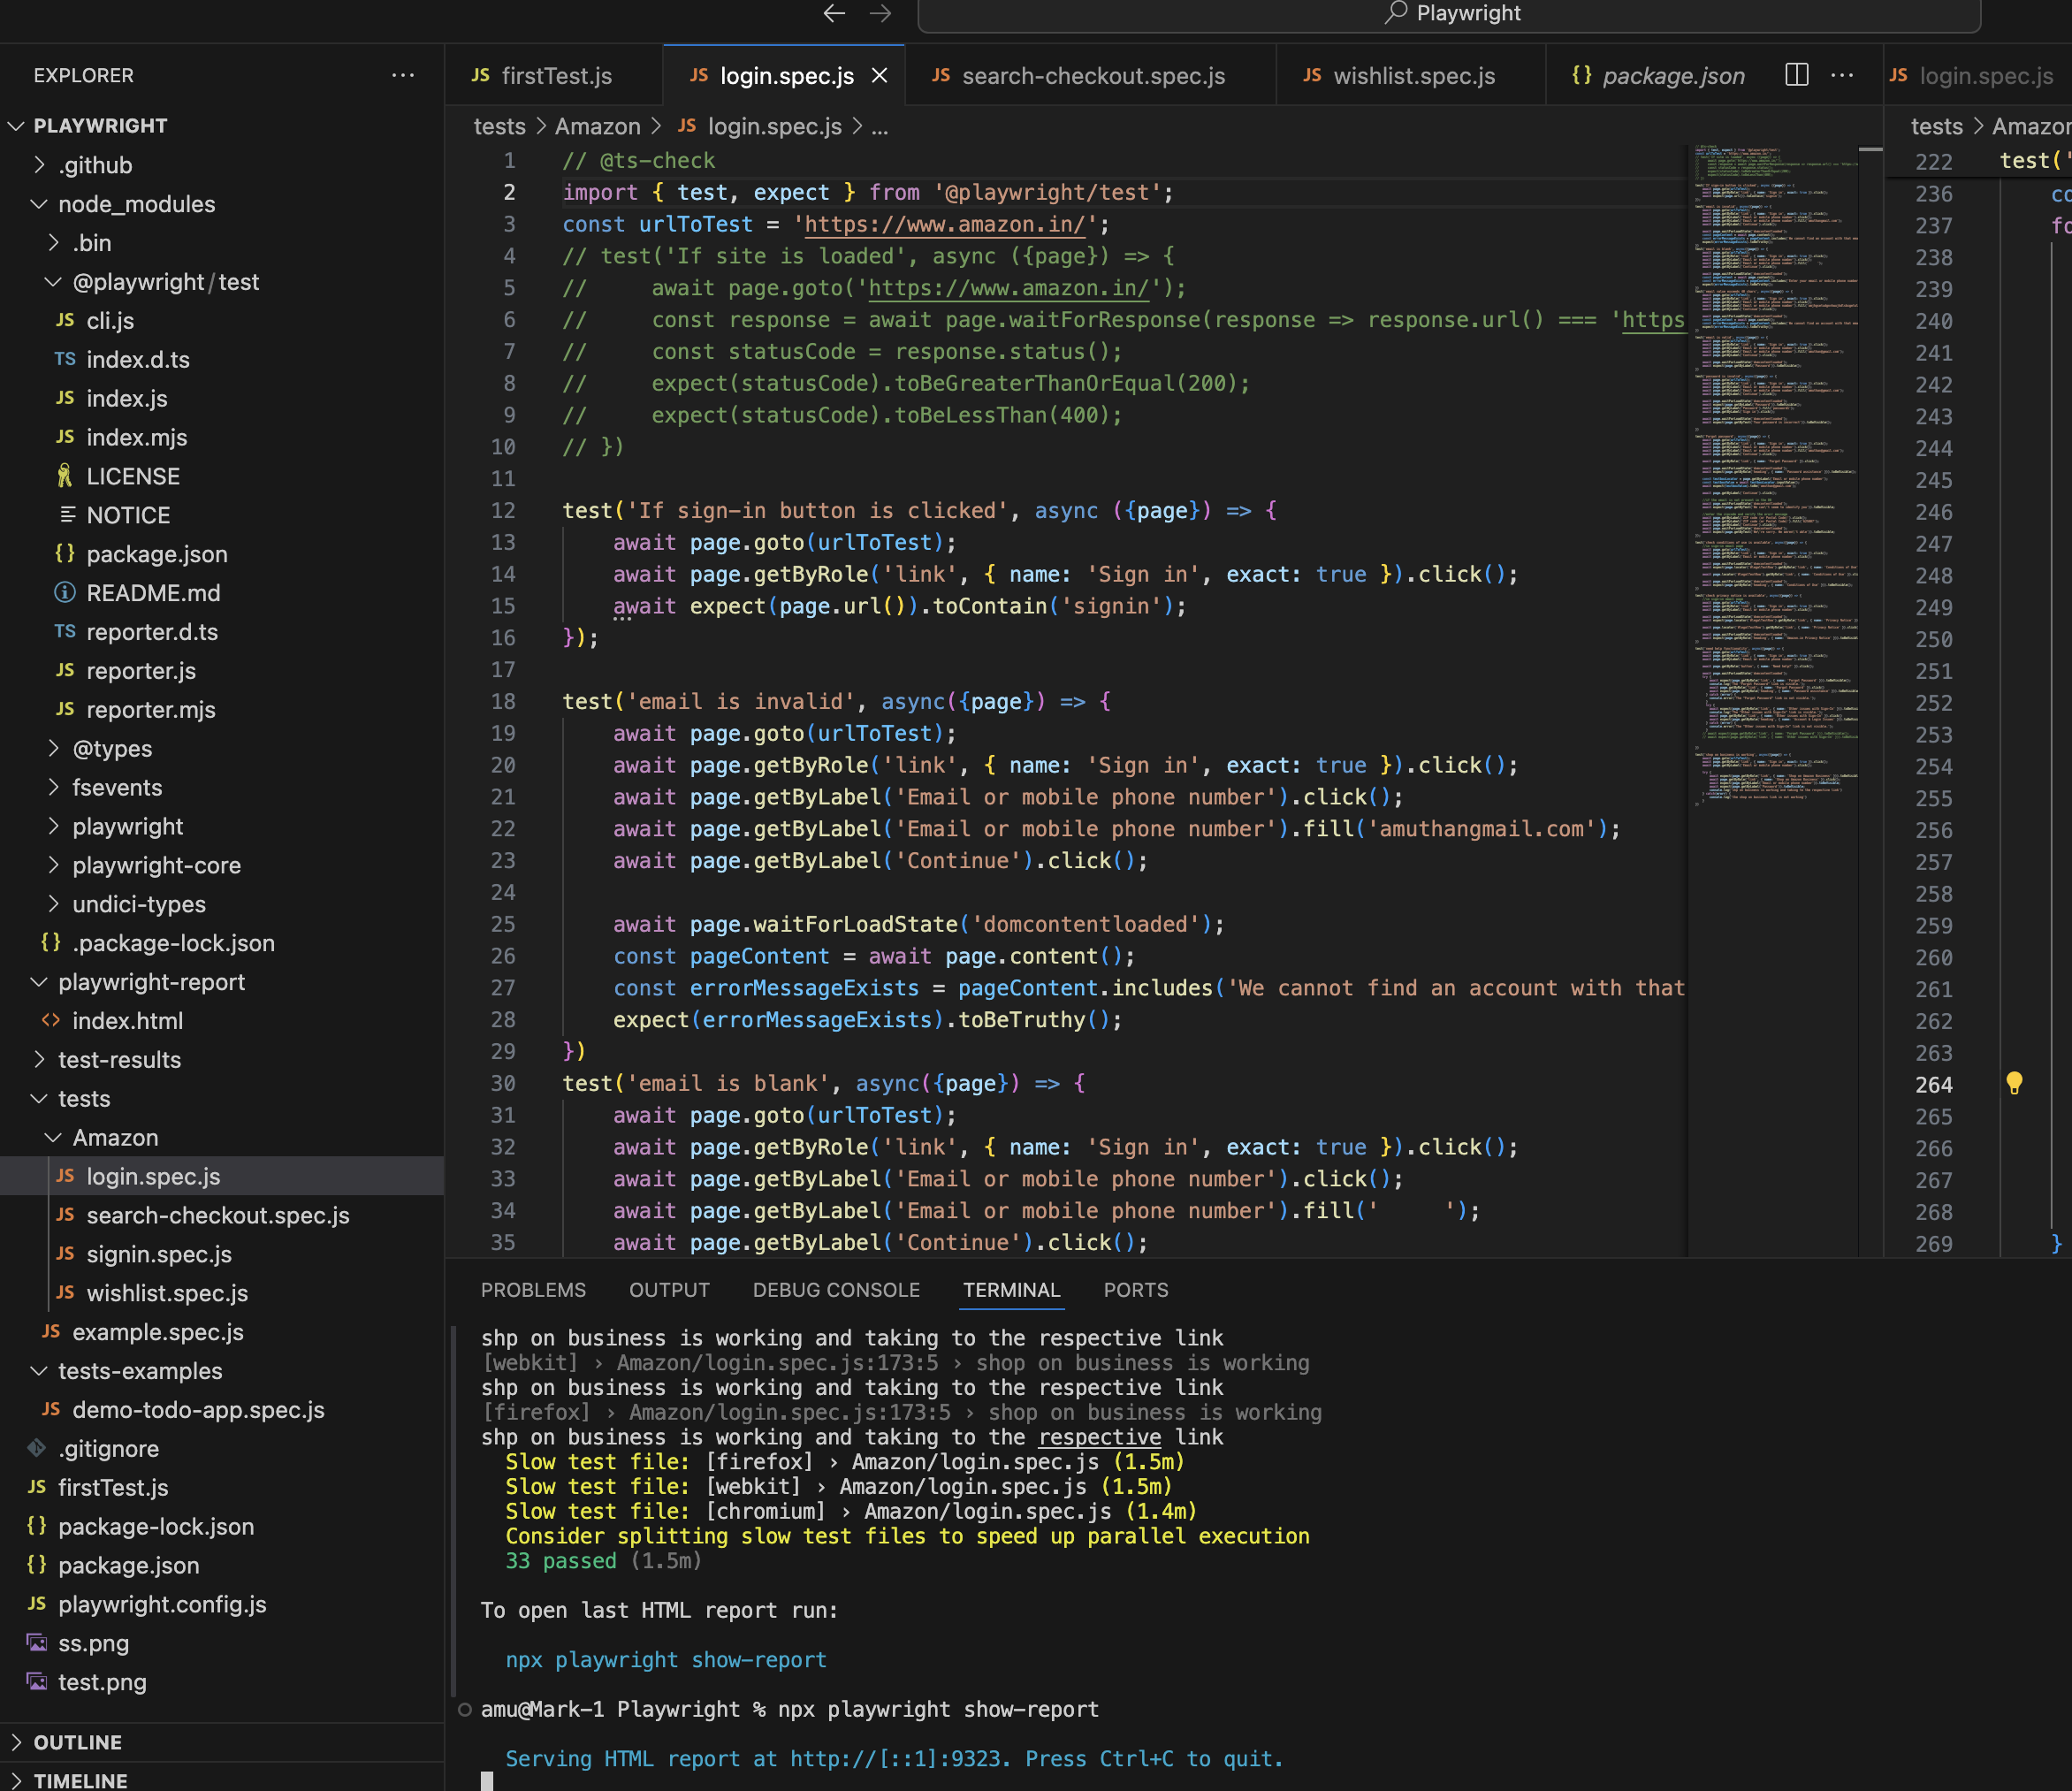 Playwright
EXPLORER
PLAYWRIGHT
.github
node_modules
.bin
@playwright/test
JS cli.js
TS index.d.ts
JS index.js
JS index.mjs
LICENSE
NOTICE
{} package.json
README.md
TS reporter.d.ts
JS reporter.js
JS reporter.mjs
@types
fsevents
playwright
playwright-core
undici-types
{} .package-lock.json
playwright-report
<> index.html
test-results
tests
Amazon
JS login.spec.js
JS search-checkout.spec.js
JS signin.spec.js
JS wishlist.spec.js
JS example.spec.js
tests-examples
JS demo-todo-app.spec.js
.gitignore
JS firstTest.js
{} package-lock.json
{} package.json
JS playwright.config.js
ss.png
test.png
OUTLINE
TIMELINE
JS firstTest.js JS login.spec.js JS search-checkout.spec.js JS wishlist.spec.js {} package.json
tests > Amazon > JS login.spec.js > ...
1 // @ts-check
2 import { test, expect } from '@playwright/test';
3 const urlToTest = 'https://www.amazon.in/';
4 // test('If site is loaded', async ({page}) => {
5 //     await page.goto('https://www.amazon.in/');
6 //     const response = await page.waitForResponse(response => response.url() === 'https
7 //     const statusCode = response.status();
8 //     expect(statusCode).toBeGreaterThanOrEqual(200);
9 //     expect(statusCode).toBeLessThan(400);
10 // })
11
12 test('If sign-in button is clicked', async ({page}) => {
13     await page.goto(urlToTest);
14     await page.getByRole('link', { name: 'Sign in', exact: true }).click();
15     await expect(page.url()).toContain('signin');
16 });
17
18 test('email is invalid', async({page}) => {
19     await page.goto(urlToTest);
20     await page.getByRole('link', { name: 'Sign in', exact: true }).click();
21     await page.getByLabel('Email or mobile phone number').click();
22     await page.getByLabel('Email or mobile phone number').fill('amuthangmail.com');
23     await page.getByLabel('Continue').click();
24
25     await page.waitForLoadState('domcontentloaded');
26     const pageContent = await page.content();
27     const errorMessageExists = pageContent.includes('We cannot find an account with that
28     expect(errorMessageExists).toBeTruthy();
29 })
30 test('email is blank', async({page}) => {
31     await page.goto(urlToTest);
32     await page.getByRole('link', { name: 'Sign in', exact: true }).click();
33     await page.getByLabel('Email or mobile phone number').click();
34     await page.getByLabel('Email or mobile phone number').fill('     ');
35     await page.getByLabel('Continue').click();
JS login.spec.js
tests > Amazon
222 test('
236 co
237 fo
238
239
240
241
242
243
244
245
246
247
248
249
250
251
252
253
254
255
256
257
258
259
260
261
262
263
264
265
266
267
268
269 }
PROBLEMS OUTPUT DEBUG CONSOLE TERMINAL PORTS
shp on business is working and taking to the respective link
[webkit] › Amazon/login.spec.js:173:5 › shop on business is working
shp on business is working and taking to the respective link
[firefox] › Amazon/login.spec.js:173:5 › shop on business is working
shp on business is working and taking to the respective link
Slow test file: [firefox] › Amazon/login.spec.js (1.5m)
Slow test file: [webkit] › Amazon/login.spec.js (1.5m)
Slow test file: [chromium] › Amazon/login.spec.js (1.4m)
Consider splitting slow test files to speed up parallel execution
33 passed (1.5m)
To open last HTML report run:
npx playwright show-report
amu@Mark-1 Playwright % npx playwright show-report
Serving HTML report at http://[::1]:9323. Press Ctrl+C to quit.